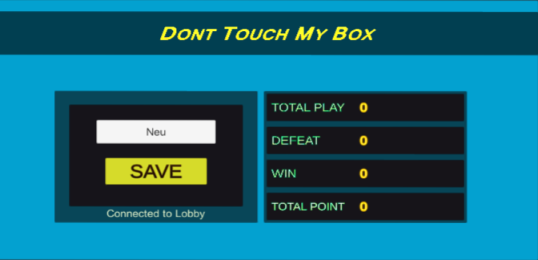 DONT TOUCH MY BOX
Neu
SAVE
Connected to Lobby
TOTAL PLAY 0
DEFEAT 0
WIN 0
TOTAL POINT 0